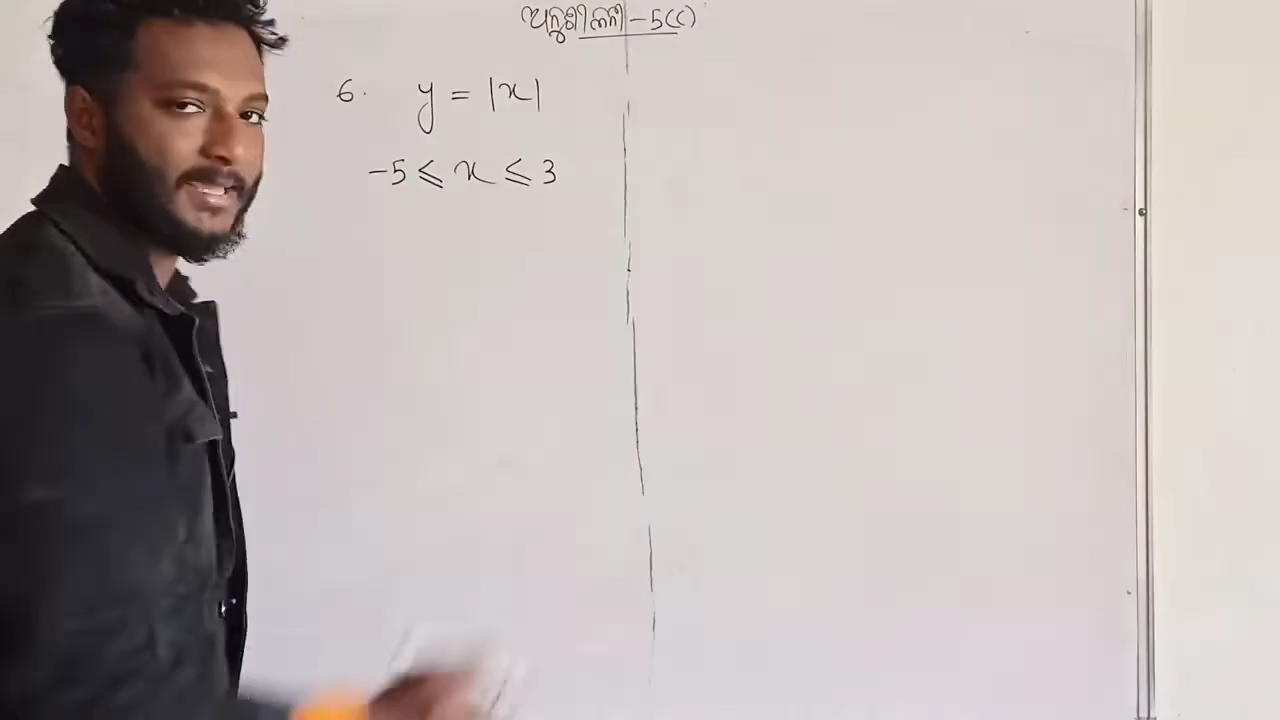 ଅନୁଶୀଳନୀ – 5(c)
6. y = |x|
-5 ⩽ x ⩽ 3